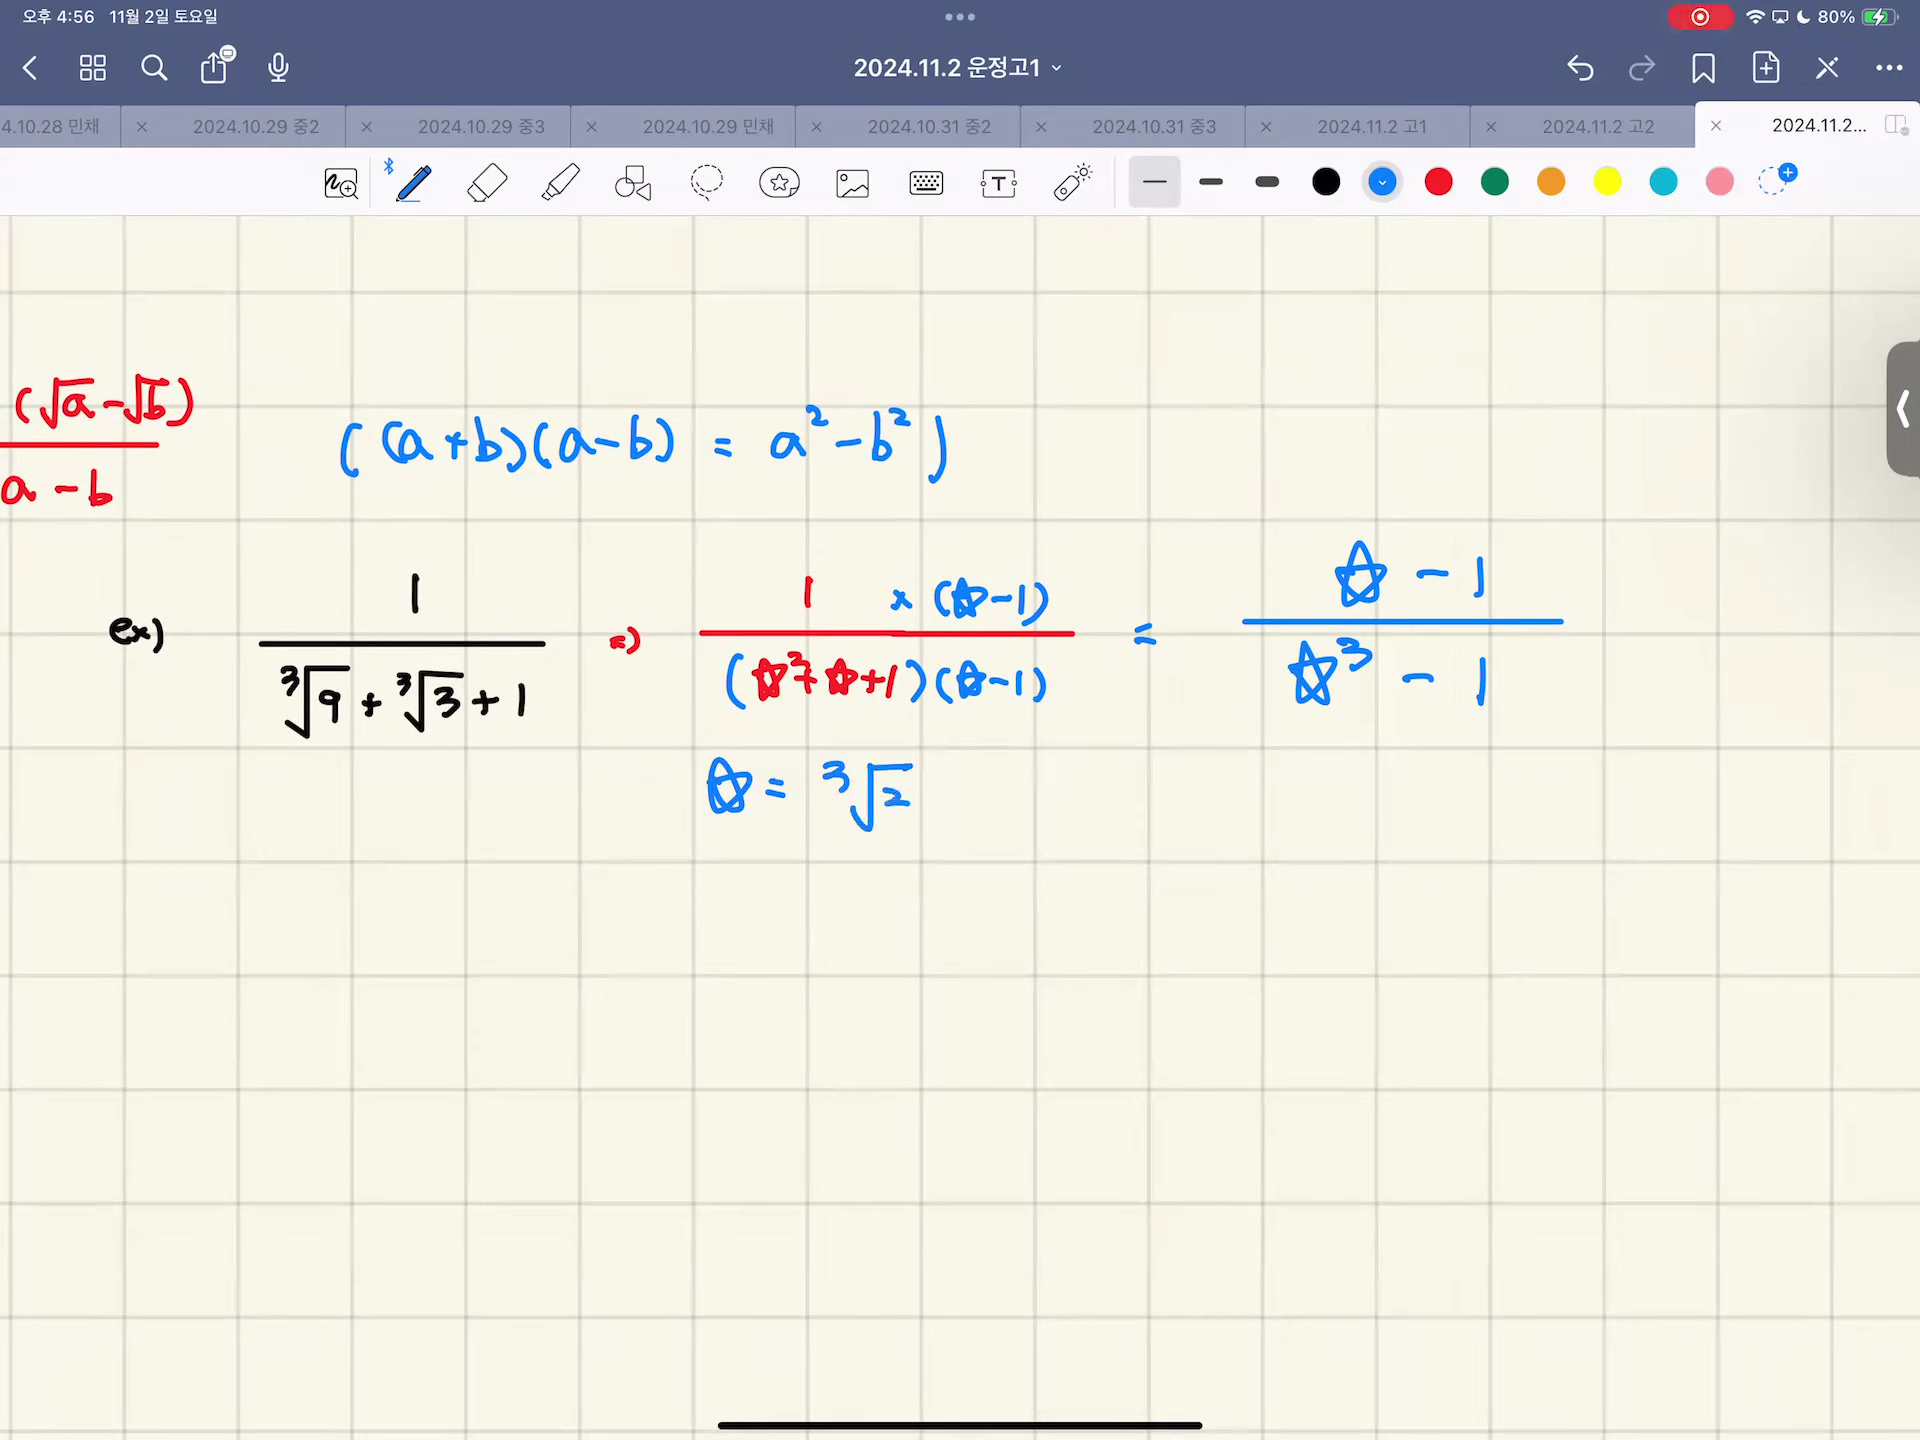 오후 4:56 11월 2일 토요일
80%
2024.11.2 운정고1
4.10.28 민채
2024.10.29 중2
2024.10.29 중3
2024.10.29 민채
2024.10.31 중2
2024.10.31 중3
2024.11.2 고1
2024.11.2 고2
2024.11.2...
T
(√a-√b)
a - b
((a+b)(a-b) = a²-b²)
ex) 1 / (³√9 + ³√3 + 1) => 1 × (☆-1) / (☆²+☆+1)(☆-1) = ☆ - 1 / ☆³ - 1
☆ = ³√2